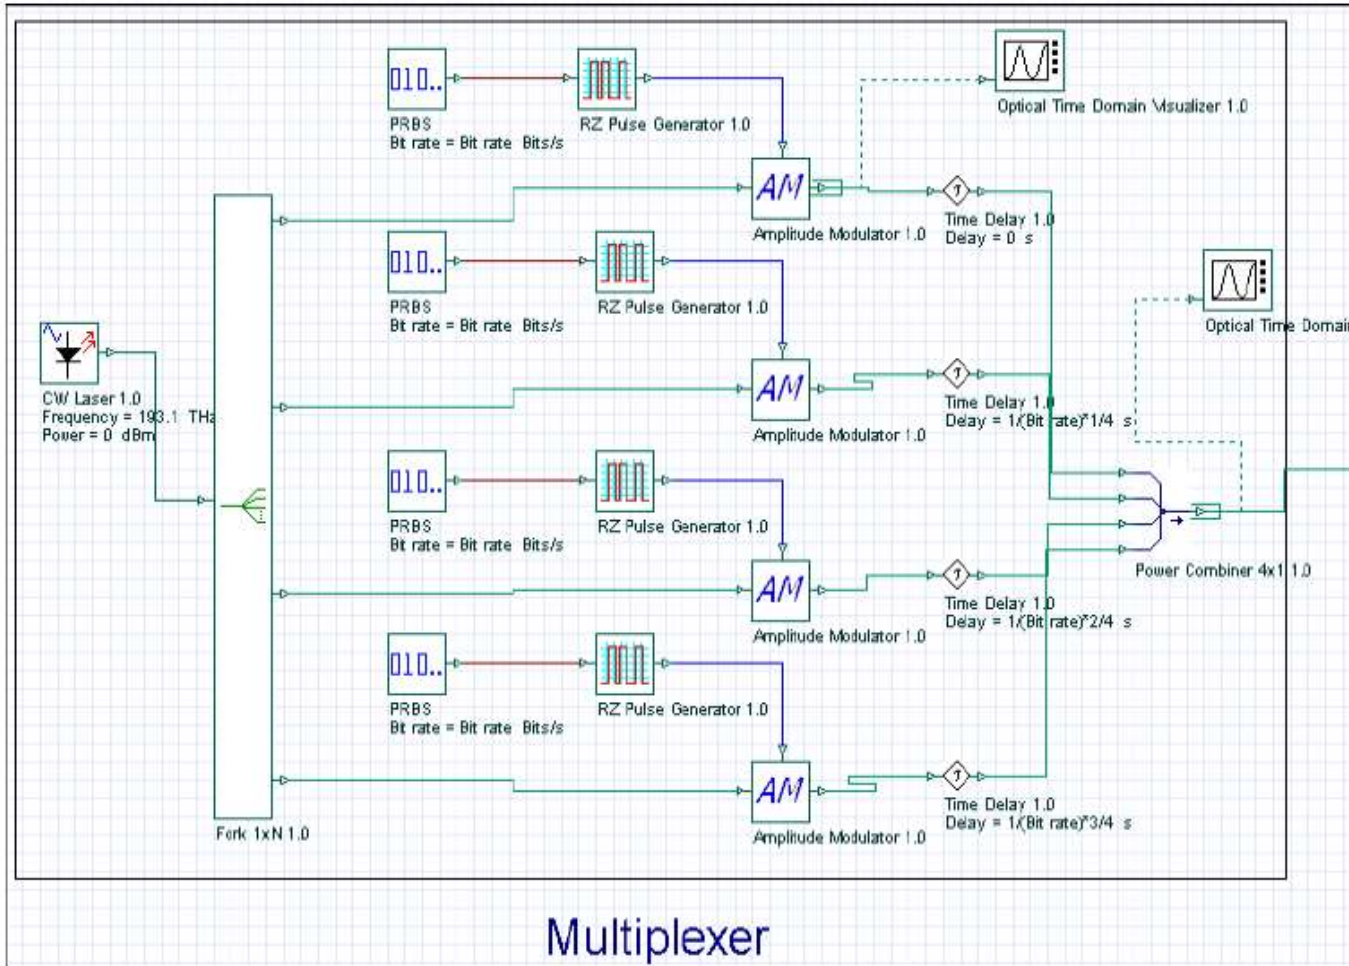 010..
PRBS
Bit rate = Bit rate  Bits/s
RZ Pulse Generator 1.0
Optical Time Domain Visualizer 1.0
AM
Amplitude Modulator 1.0
Time Delay 1.0
Delay = 0  s
010..
PRBS
Bit rate = Bit rate  Bits/s
RZ Pulse Generator 1.0
Optical Time Domain
CW Laser 1.0
Frequency = 193.1  THz
Power = 0  dBm
AM
Amplitude Modulator 1.0
Time Delay 1.0
Delay = 1/(Bit rate)*1/4  s
010..
PRBS
Bit rate = Bit rate  Bits/s
RZ Pulse Generator 1.0
Power Combiner 4x1 1.0
AM
Amplitude Modulator 1.0
Time Delay 1.0
Delay = 1/(Bit rate)*2/4  s
010..
PRBS
Bit rate = Bit rate  Bits/s
RZ Pulse Generator 1.0
AM
Amplitude Modulator 1.0
Time Delay 1.0
Delay = 1/(Bit rate)*3/4  s
Fork 1xN 1.0
Multiplexer